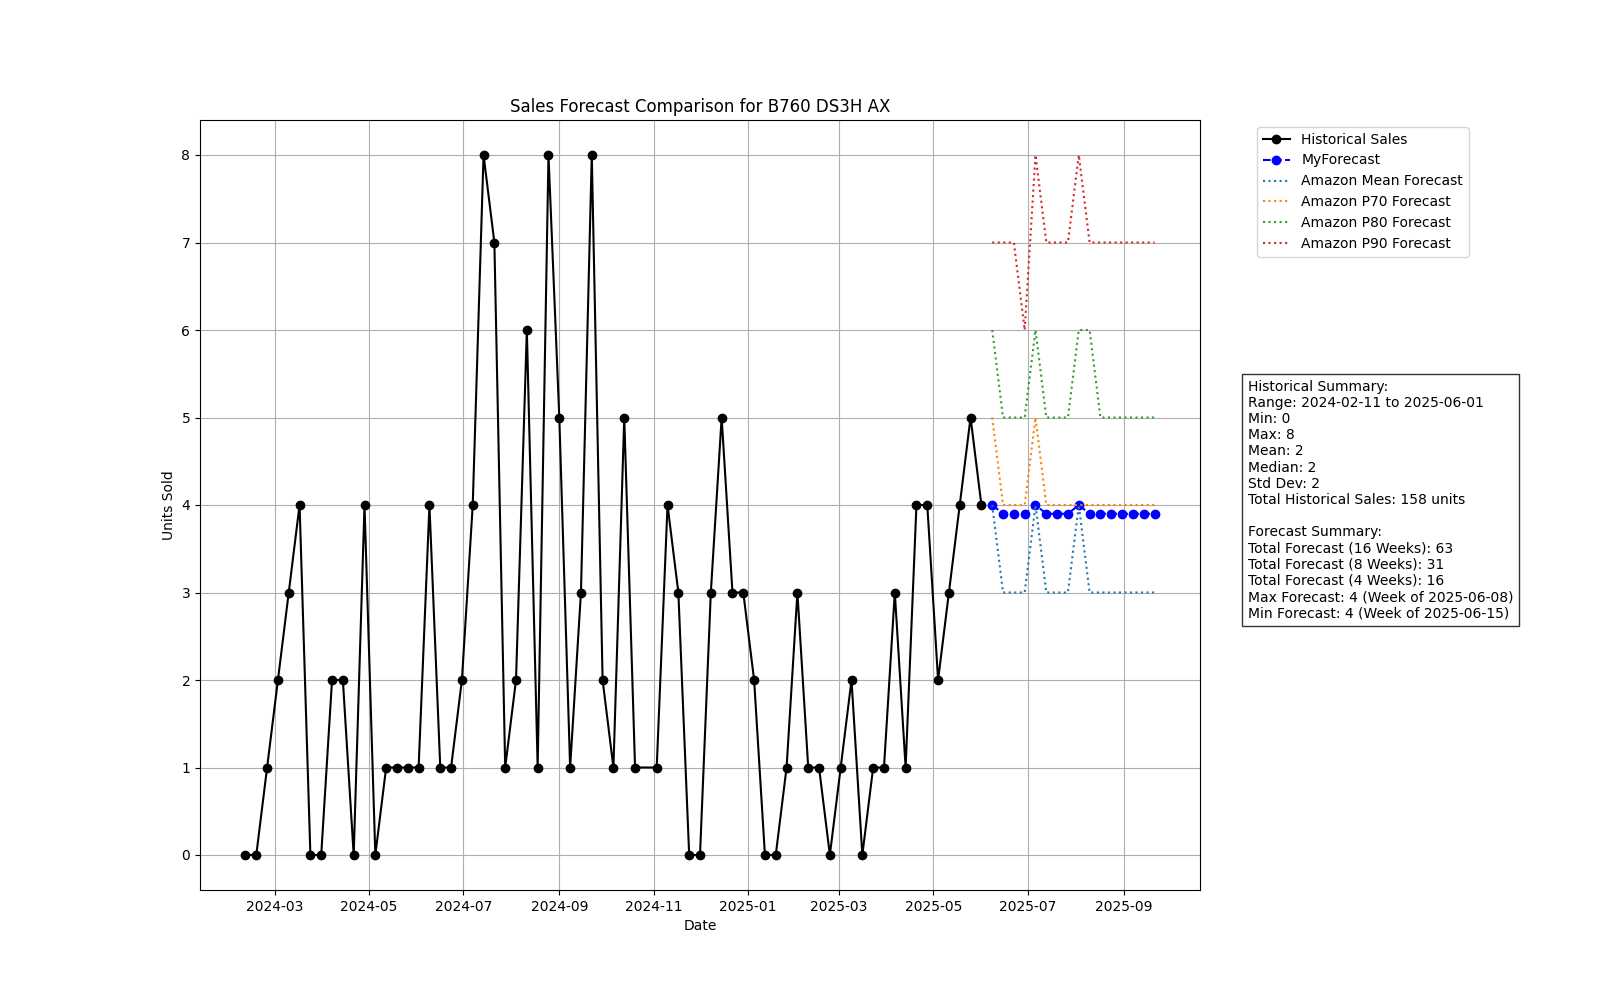 Sales Forecast Comparison for B760 DS3H AX
Units Sold
8
7
6
5
4
3
2
1
0
2024-03 2024-05 2024-07 2024-09 2024-11 2025-01 2025-03 2025-05 2025-07 2025-09
Date
Historical Sales
MyForecast
Amazon Mean Forecast
Amazon P70 Forecast
Amazon P80 Forecast
Amazon P90 Forecast
Historical Summary:
Range: 2024-02-11 to 2025-06-01
Min: 0
Max: 8
Mean: 2
Median: 2
Std Dev: 2
Total Historical Sales: 158 units
Forecast Summary:
Total Forecast (16 Weeks): 63
Total Forecast (8 Weeks): 31
Total Forecast (4 Weeks): 16
Max Forecast: 4 (Week of 2025-06-08)
Min Forecast: 4 (Week of 2025-06-15)